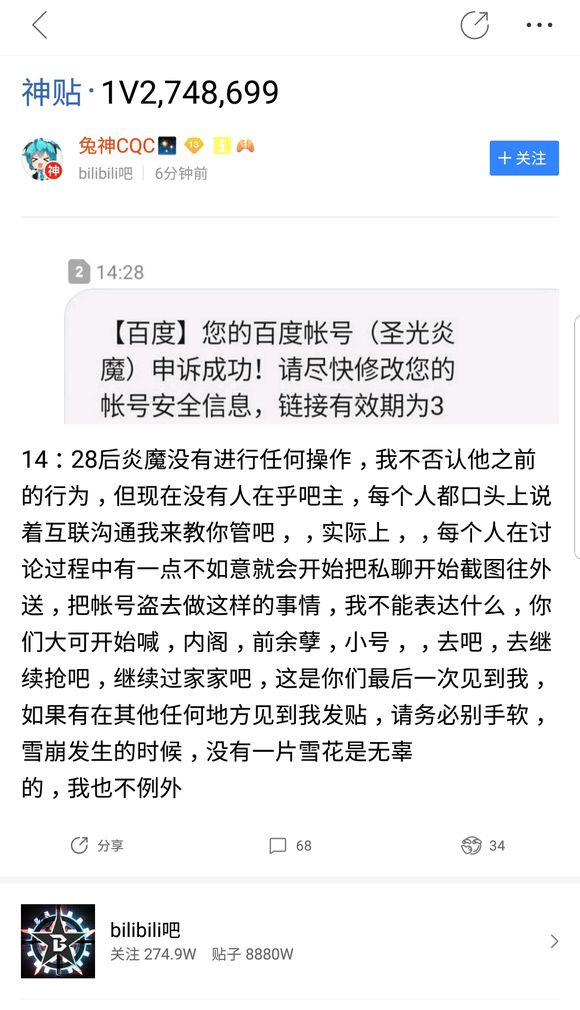 神贴·1V2,748,699
兔神CQC
神
13
bilibili吧
6分钟前
+关注
2 14:28
【百度】您的百度帐号（圣光炎
魔）申诉成功！请尽快修改您的
帐号安全信息，链接有效期为3
14：28后炎魔没有进行任何操作，我不否认他之前
的行为，但现在没有人在乎吧主，每个人都口头上说
着互联沟通我来教你管吧，，实际上，，每个人在讨
论过程中有一点不如意就会开始把私聊开始截图往外
送，把帐号盗去做这样的事情，我不能表达什么，你
们大可开始喊，内阁，前余孽，小号，，去吧，去继
续抢吧，继续过家家吧，这是你们最后一次见到我，
如果有在其他任何地方见到我发贴，请务必别手软，
雪崩发生的时候，没有一片雪花是无辜
的，我也不例外
分享
68
34
B
bilibili吧
关注 274.9W 贴子 8880W